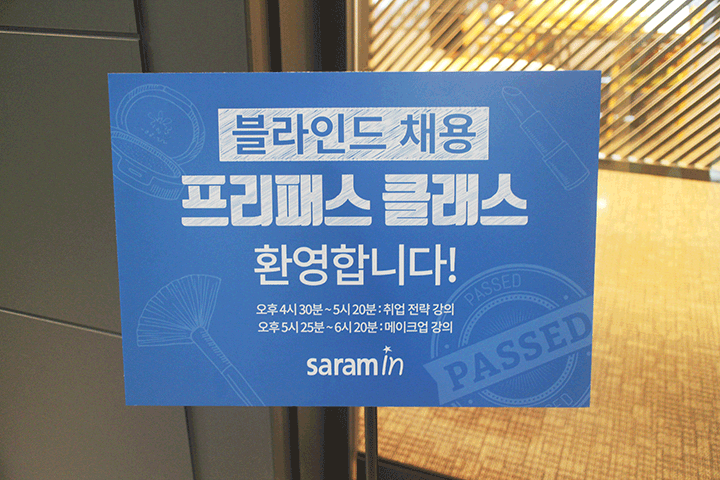 블라인드 채용
프리패스 클래스
환영합니다!
오후 4시 30분 ~ 5시 20분 : 취업 전략 강의
오후 5시 25분 ~ 6시 20분 : 메이크업 강의
saramin
PASSED
PASSED